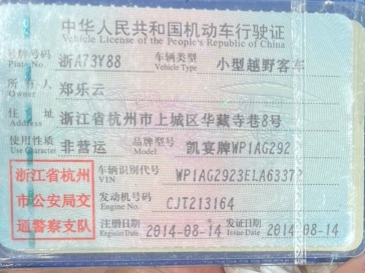 中华人民共和国机动车行驶证
Vehicle License of the People's Republic of China
号牌号码 浙A73Y88 车辆类型 小型越野客车
Plate No. Vehicle Type
所有人 郑乐云
Owner
住址 浙江省杭州市上城区华藏寺巷8号
Address
使用性质 非营运 品牌型号 凯宴牌WP1AG292
Use Character Model
浙江省杭州
市公安局交
通警察支队
车辆识别代号 WP1AG2923ELA63372
VIN
发动机号码 CJT213164
Engine No.
注册日期 2014-08-14 发证日期 2014-08-14
Register Date Issue Date